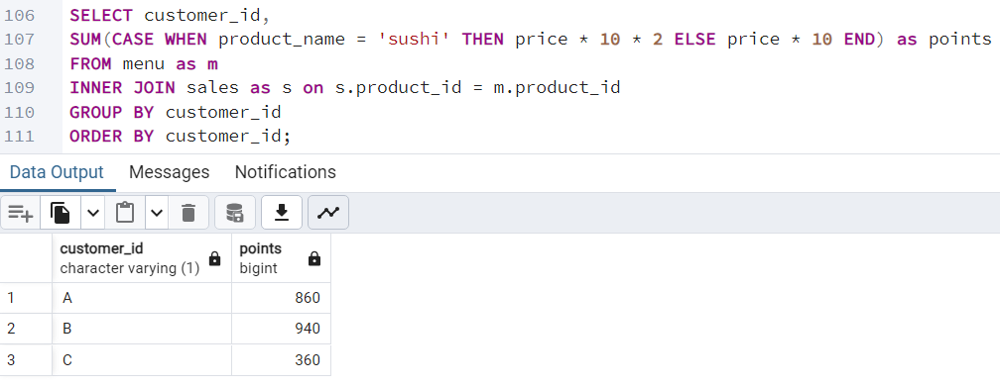 106 SELECT customer_id,
107 SUM(CASE WHEN product_name = 'sushi' THEN price * 10 * 2 ELSE price * 10 END) as points
108 FROM menu as m
109 INNER JOIN sales as s on s.product_id = m.product_id
110 GROUP BY customer_id
111 ORDER BY customer_id;
Data Output Messages Notifications
customer_id points
character varying (1) bigint
1 A 860
2 B 940
3 C 360